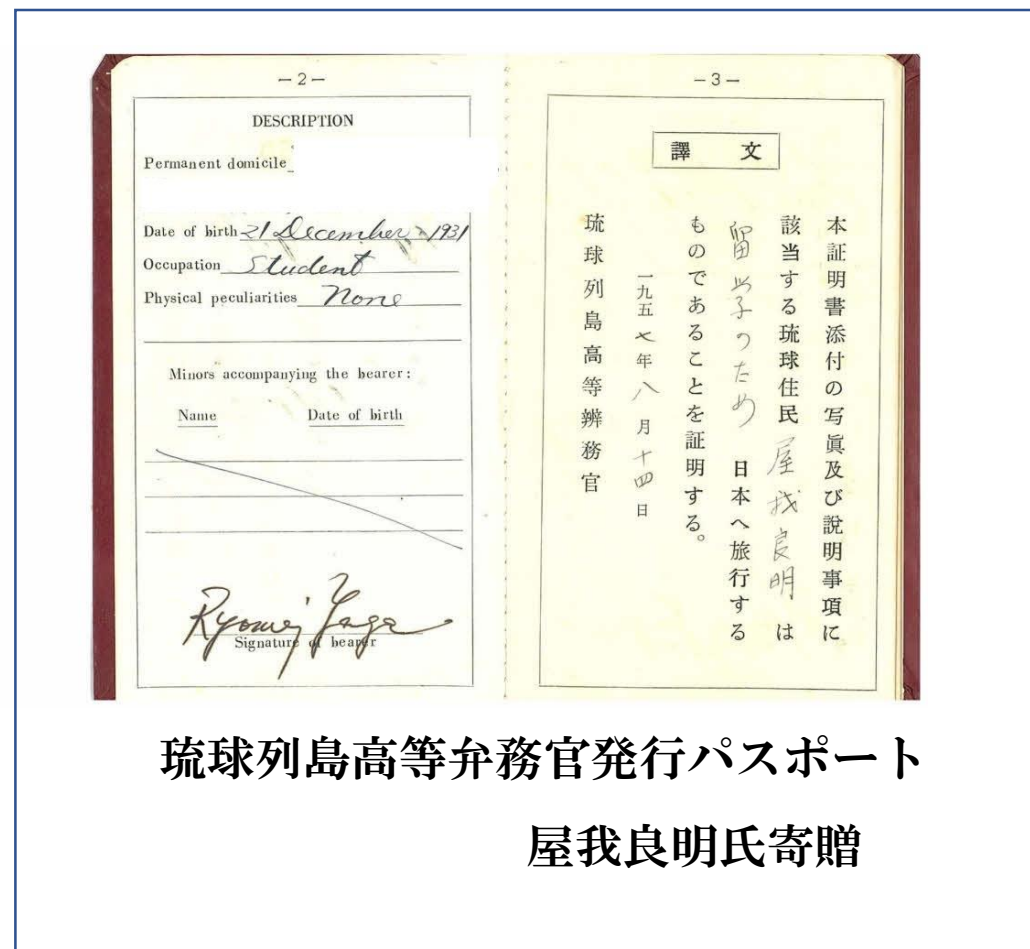 -2-
DESCRIPTION
Permanent domicile
Date of birth 21 December 1931
Occupation Student
Physical peculiarities None
Minors accompanying the bearer:
Name Date of birth
Ryomei Yaga
Signature of bearer
-3-
譯文
本証明書添付の写眞及び説明事項に
該当する琉球住民 屋我良明 は
留学のため 日本へ旅行する
ものであることを証明する。
一九五七年八月十四日
琉球列島高等辨務官
琉球列島高等弁務官発行パスポート
屋我良明氏寄贈